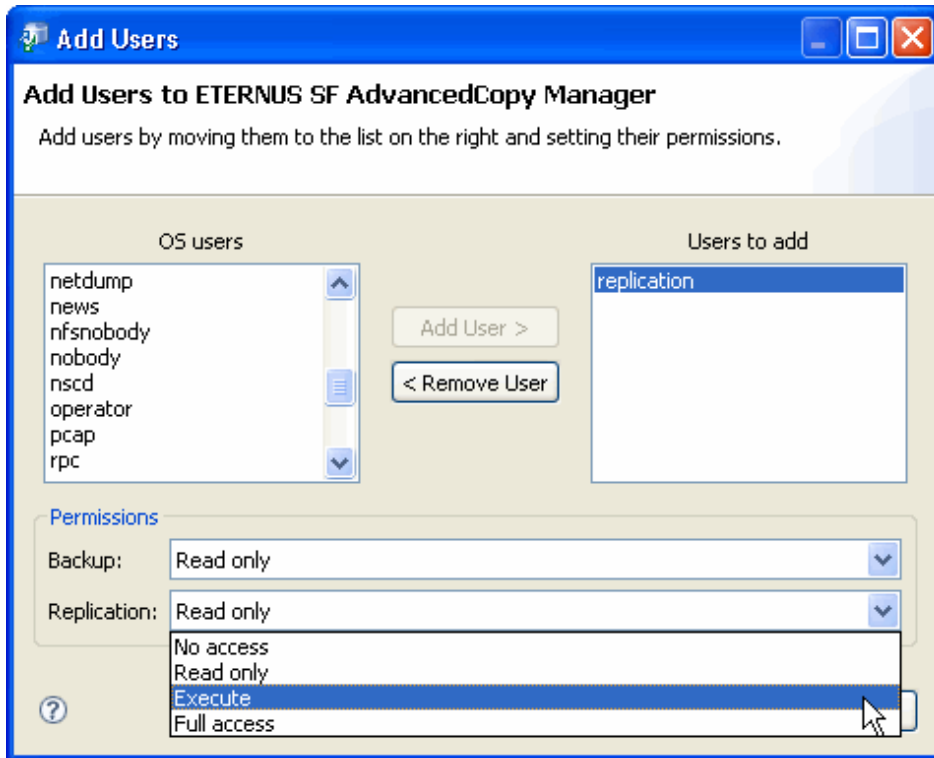 Add Users
Add Users to ETERNUS SF AdvancedCopy Manager
Add users by moving them to the list on the right and setting their permissions.
OS users
Users to add
netdump
news
nfsnobody
nobody
nscd
operator
pcap
rpc
Add User >
< Remove User
replication
Permissions
Backup: Read only
Replication: Read only
No access
Read only
Execute
Full access
?